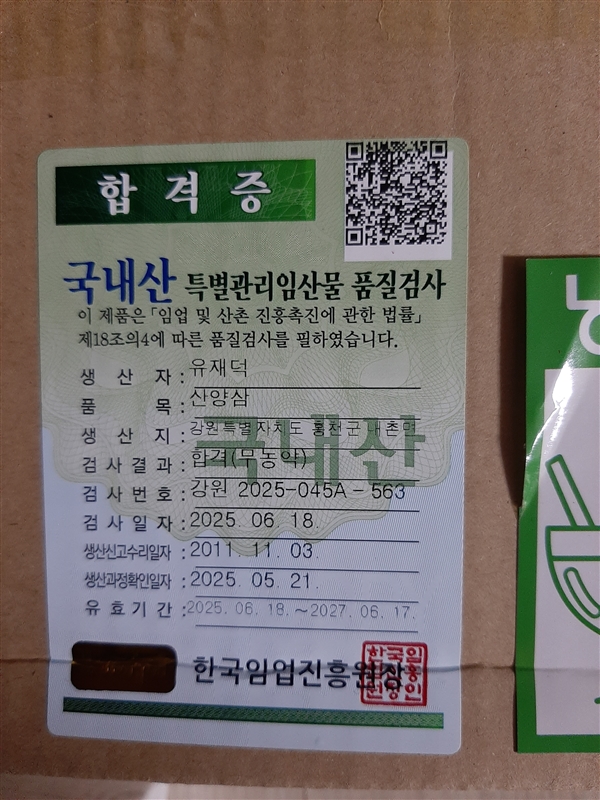 합격증
국내산 특별관리임산물 품질검사
이 제품은「임업 및 산촌 진흥촉진에 관한 법률」
제18조의4에 따른 품질검사를 필하였습니다.
생 산 자 : 유재덕
품 목 : 산양삼
생 산 지 : 강원특별자치도 홍천군 내촌면
검사결과 : 합격(무농약)
검사번호 : 강원 2025-045A - 563
검사일자 : 2025. 06. 18.
생산신고수리일자 : 2011. 11. 03.
생산과정확인일자 : 2025. 05. 21.
유효기간 : 2025. 06. 18. ~ 2027. 06. 17.
국내산
한국임업진흥원장